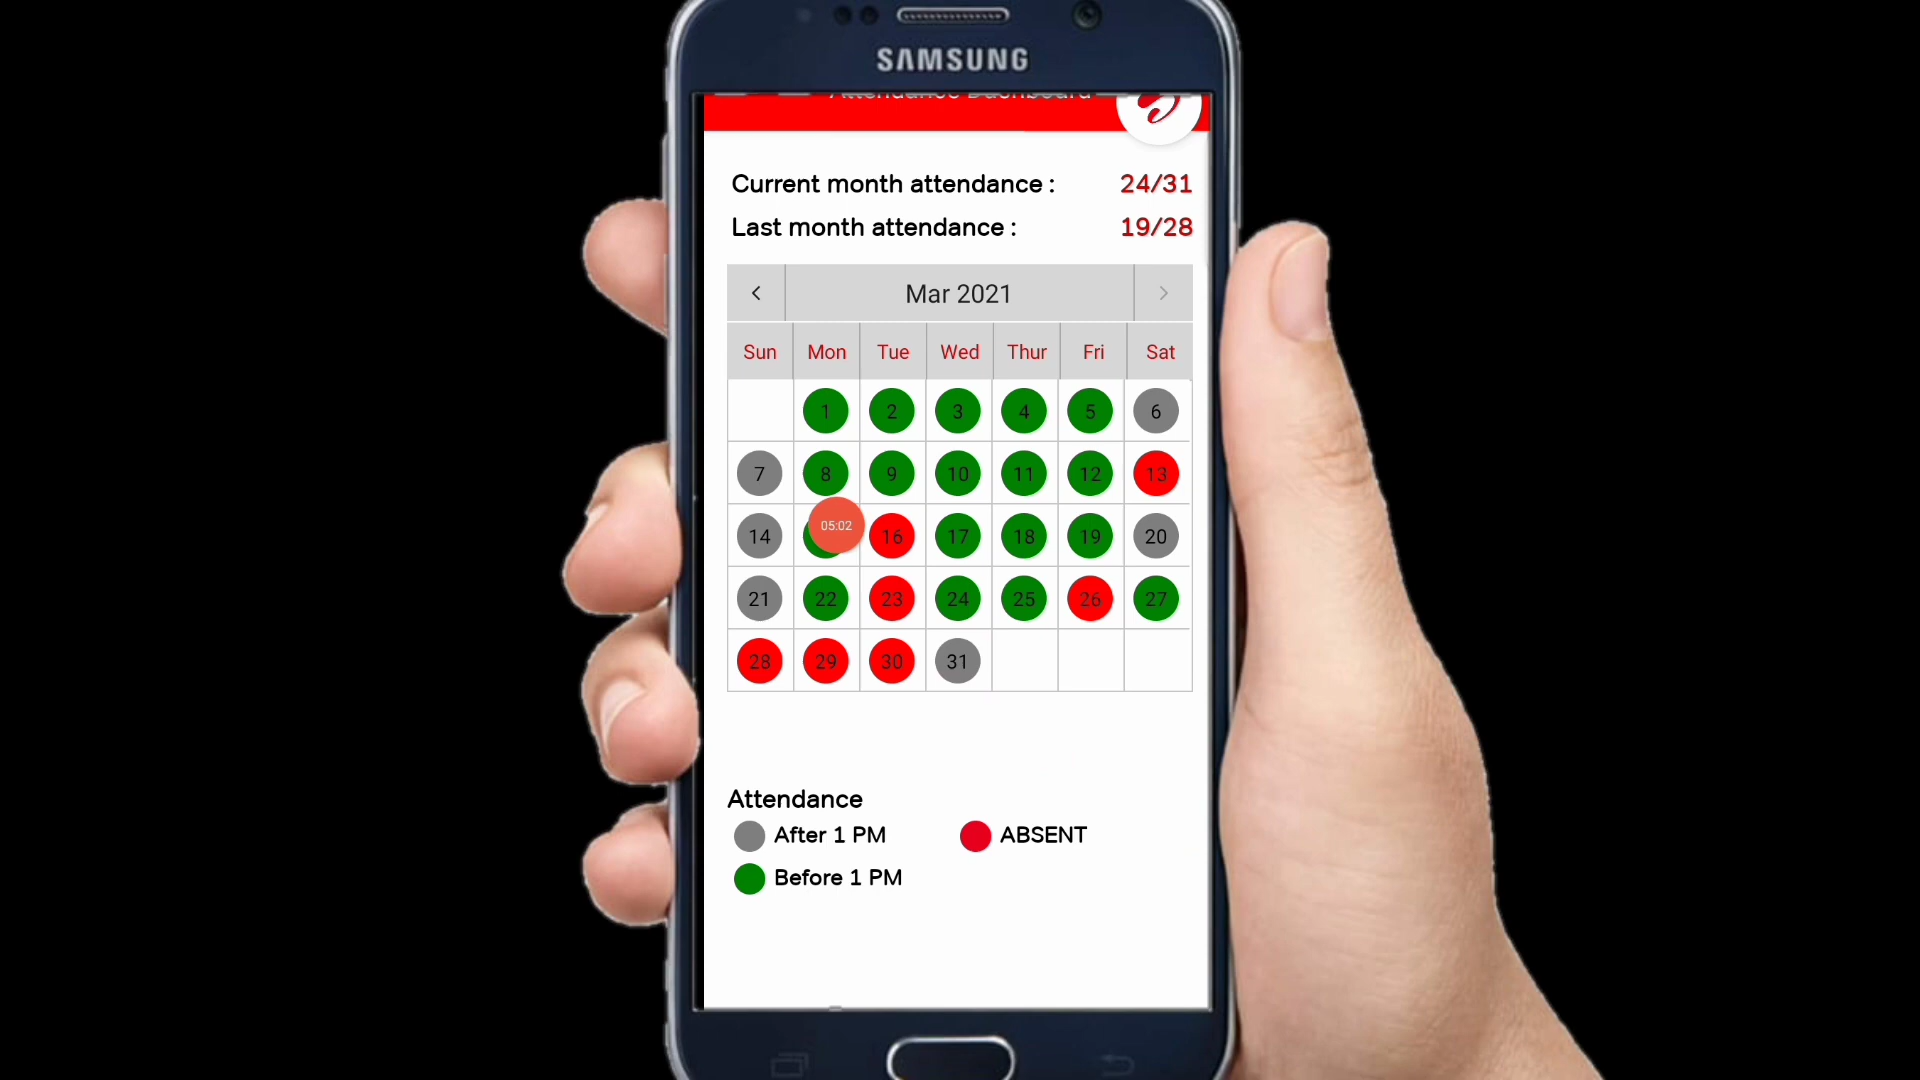 SAMSUNG
Attendance Dashboard
Current month attendance : 24/31
Last month attendance : 19/28
Mar 2021
Sun Mon Tue Wed Thur Fri Sat
1 2 3 4 5 6
7 8 9 10 11 12 13
14 05:02 16 17 18 19 20
21 22 23 24 25 26 27
28 29 30 31
Attendance
After 1 PM ABSENT
Before 1 PM